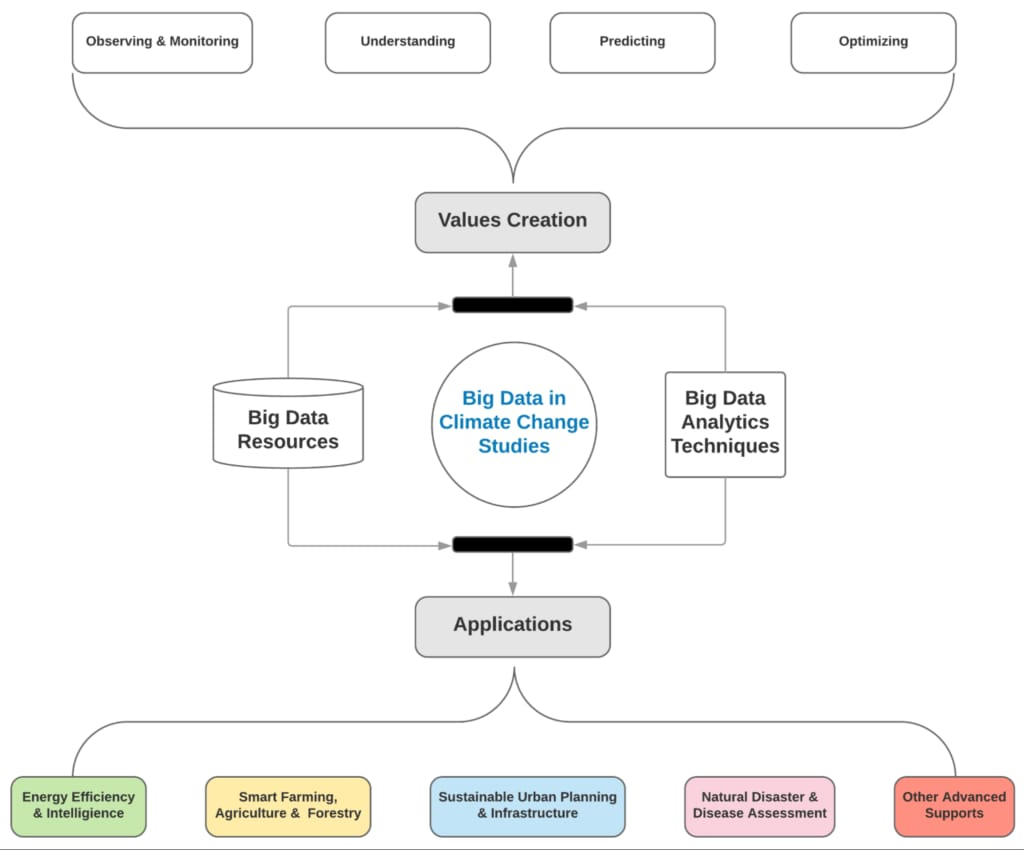 Observing & Monitoring
Understanding
Predicting
Optimizing
Values Creation
Big Data
Resources
Big Data in
Climate Change
Studies
Big Data
Analytics
Techniques
Applications
Energy Efficiency
& Intelligience
Smart Farming,
Agriculture & Forestry
Sustainable Urban Planning
& Infrastructure
Natural Disaster &
Disease Assessment
Other Advanced
Supports